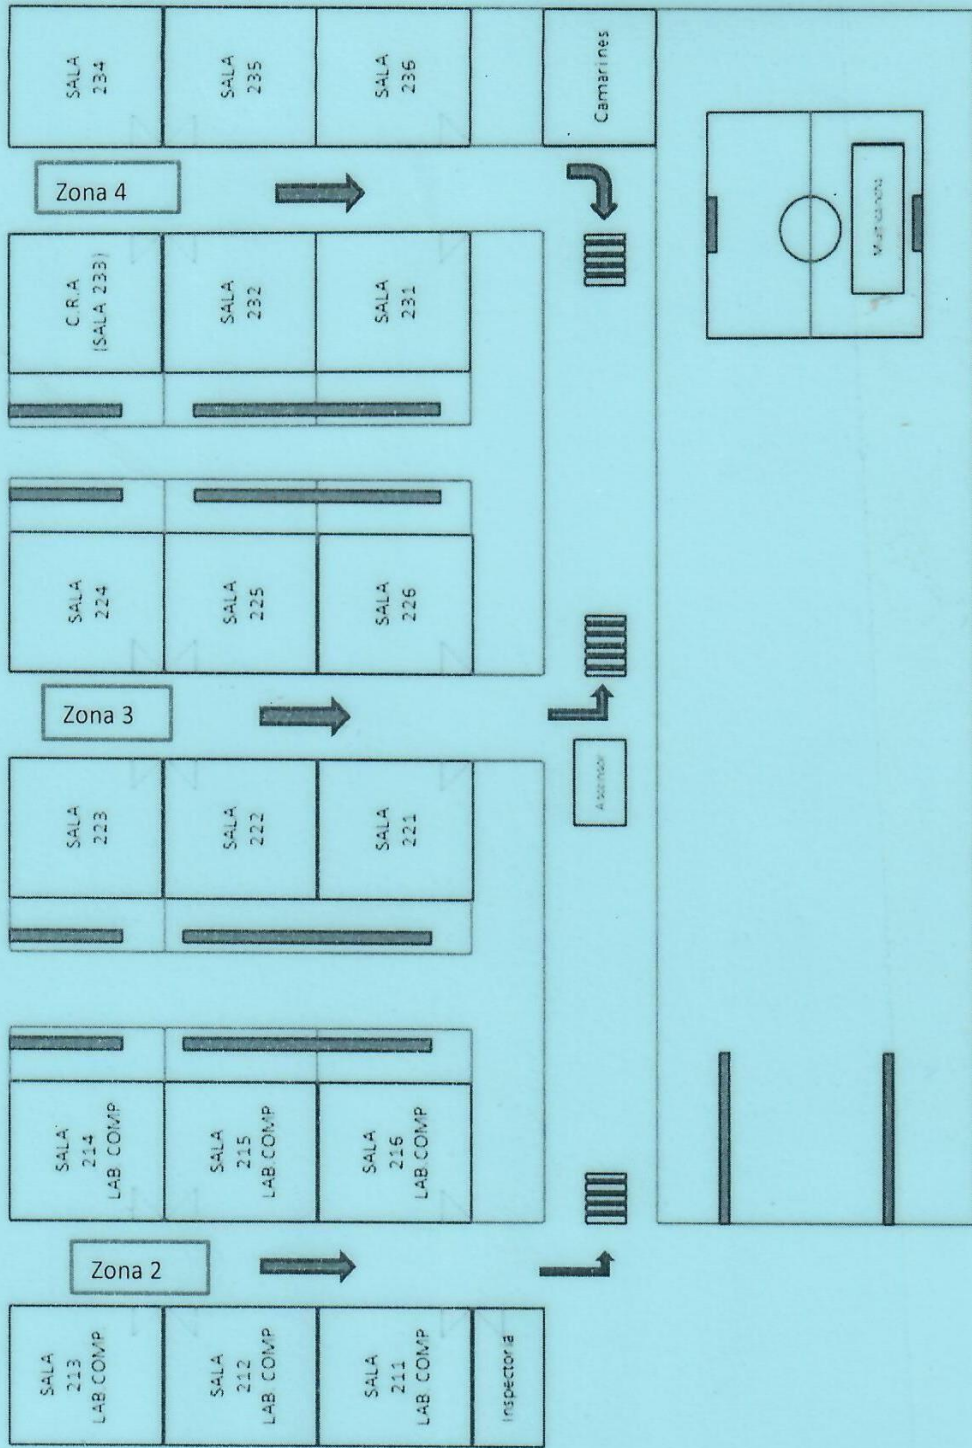 SALA
234
SALA
235
SALA
236
Camarines
Zona 4
C.R.A
(SALA 233)
SALA
232
SALA
231
Multicancha
SALA
224
SALA
225
SALA
226
Zona 3
Ascensor
SALA
223
SALA
222
SALA
221
SALA
214
LAB.COMP
SALA
215
LAB.COMP
SALA
216
LAB.COMP
Zona 2
SALA
213
LAB.COMP
SALA
212
LAB.COMP
SALA
211
LAB.COMP
Inspectoria